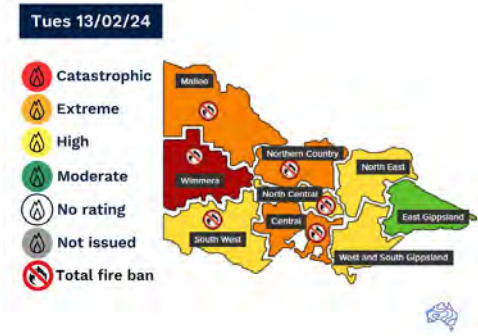 Tues 13/02/24
Catastrophic
Extreme
High
Moderate
No rating
Not issued
Total fire ban
Mallee
Northern Country
North East
Wimmera
North Central
East Gippsland
Central
South West
West and South Gippsland